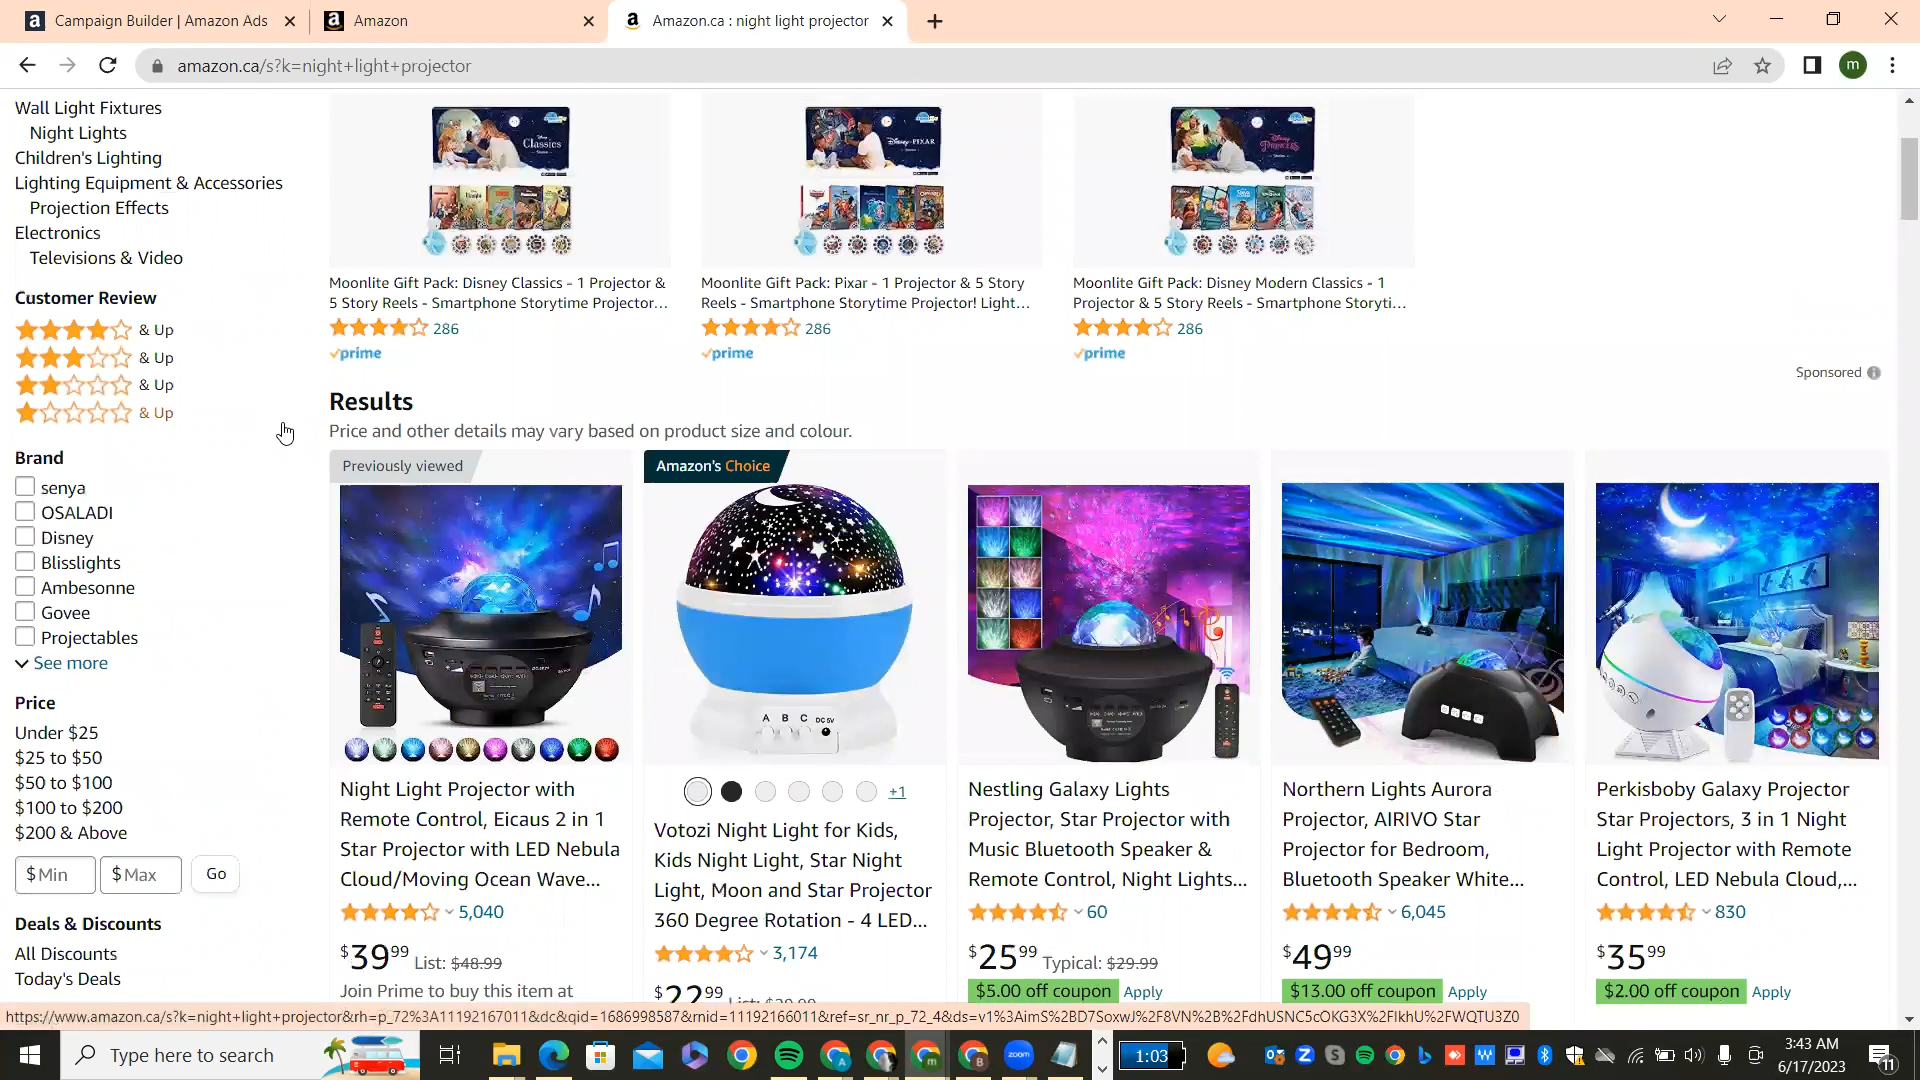 Campaign Builder | Amazon Ads
Amazon
Amazon.ca : night light projector
amazon.ca/s?k=night+light+projector
m
Wall Light Fixtures
Night Lights
Children's Lighting
Lighting Equipment & Accessories
Projection Effects
Electronics
Televisions & Video
Customer Review
& Up
& Up
& Up
& Up
Brand
senya
OSALADI
Disney
Blisslights
Ambesonne
Govee
Projectables
See more
Price
Under $25
$25 to $50
$50 to $100
$100 to $200
$200 & Above
$ Min
$ Max
Go
Deals & Discounts
All Discounts
Today's Deals
Classics
Disney·PIXAR
PRINCESS
Moonlite Gift Pack: Disney Classics - 1 Projector &
5 Story Reels - Smartphone Storytime Projector...
286
prime
Moonlite Gift Pack: Pixar - 1 Projector & 5 Story
Reels - Smartphone Storytime Projector! Light...
286
prime
Moonlite Gift Pack: Disney Modern Classics - 1
Projector & 5 Story Reels - Smartphone Storyti...
286
prime
Sponsored
Results
Price and other details may vary based on product size and colour.
Previously viewed
Night Light Projector with
Remote Control, Eicaus 2 in 1
Star Projector with LED Nebula
Cloud/Moving Ocean Wave...
5,040
$39 99 List: $48.99
Join Prime to buy this item at
Amazon's Choice
A B C DC 5V
+1
Votozi Night Light for Kids,
Kids Night Light, Star Night
Light, Moon and Star Projector
360 Degree Rotation - 4 LED...
3,174
$22 99
Nestling Galaxy Lights
Projector, Star Projector with
Music Bluetooth Speaker &
Remote Control, Night Lights...
60
$25 99 Typical: $29.99
$5.00 off coupon Apply
Northern Lights Aurora
Projector, AIRIVO Star
Projector for Bedroom,
Bluetooth Speaker White...
6,045
$49 99
$13.00 off coupon Apply
Perkisboby Galaxy Projector
Star Projectors, 3 in 1 Night
Light Projector with Remote
Control, LED Nebula Cloud,...
830
$35 99
$2.00 off coupon Apply
https://www.amazon.ca/s?k=night+light+projector&rh=p_72%3A11192167011&dc&qid=1686998587&rnid=11192166011&ref=sr_nr_p_72_4&ds=v1%3AimS%2BD7SoxwJ%2F8VN%2B%2FdhUSNC5cOKG3X%2FIkhU%2FWQTU3Z0
Type here to search
zoom
1:03
3:43 AM
6/17/2023
11